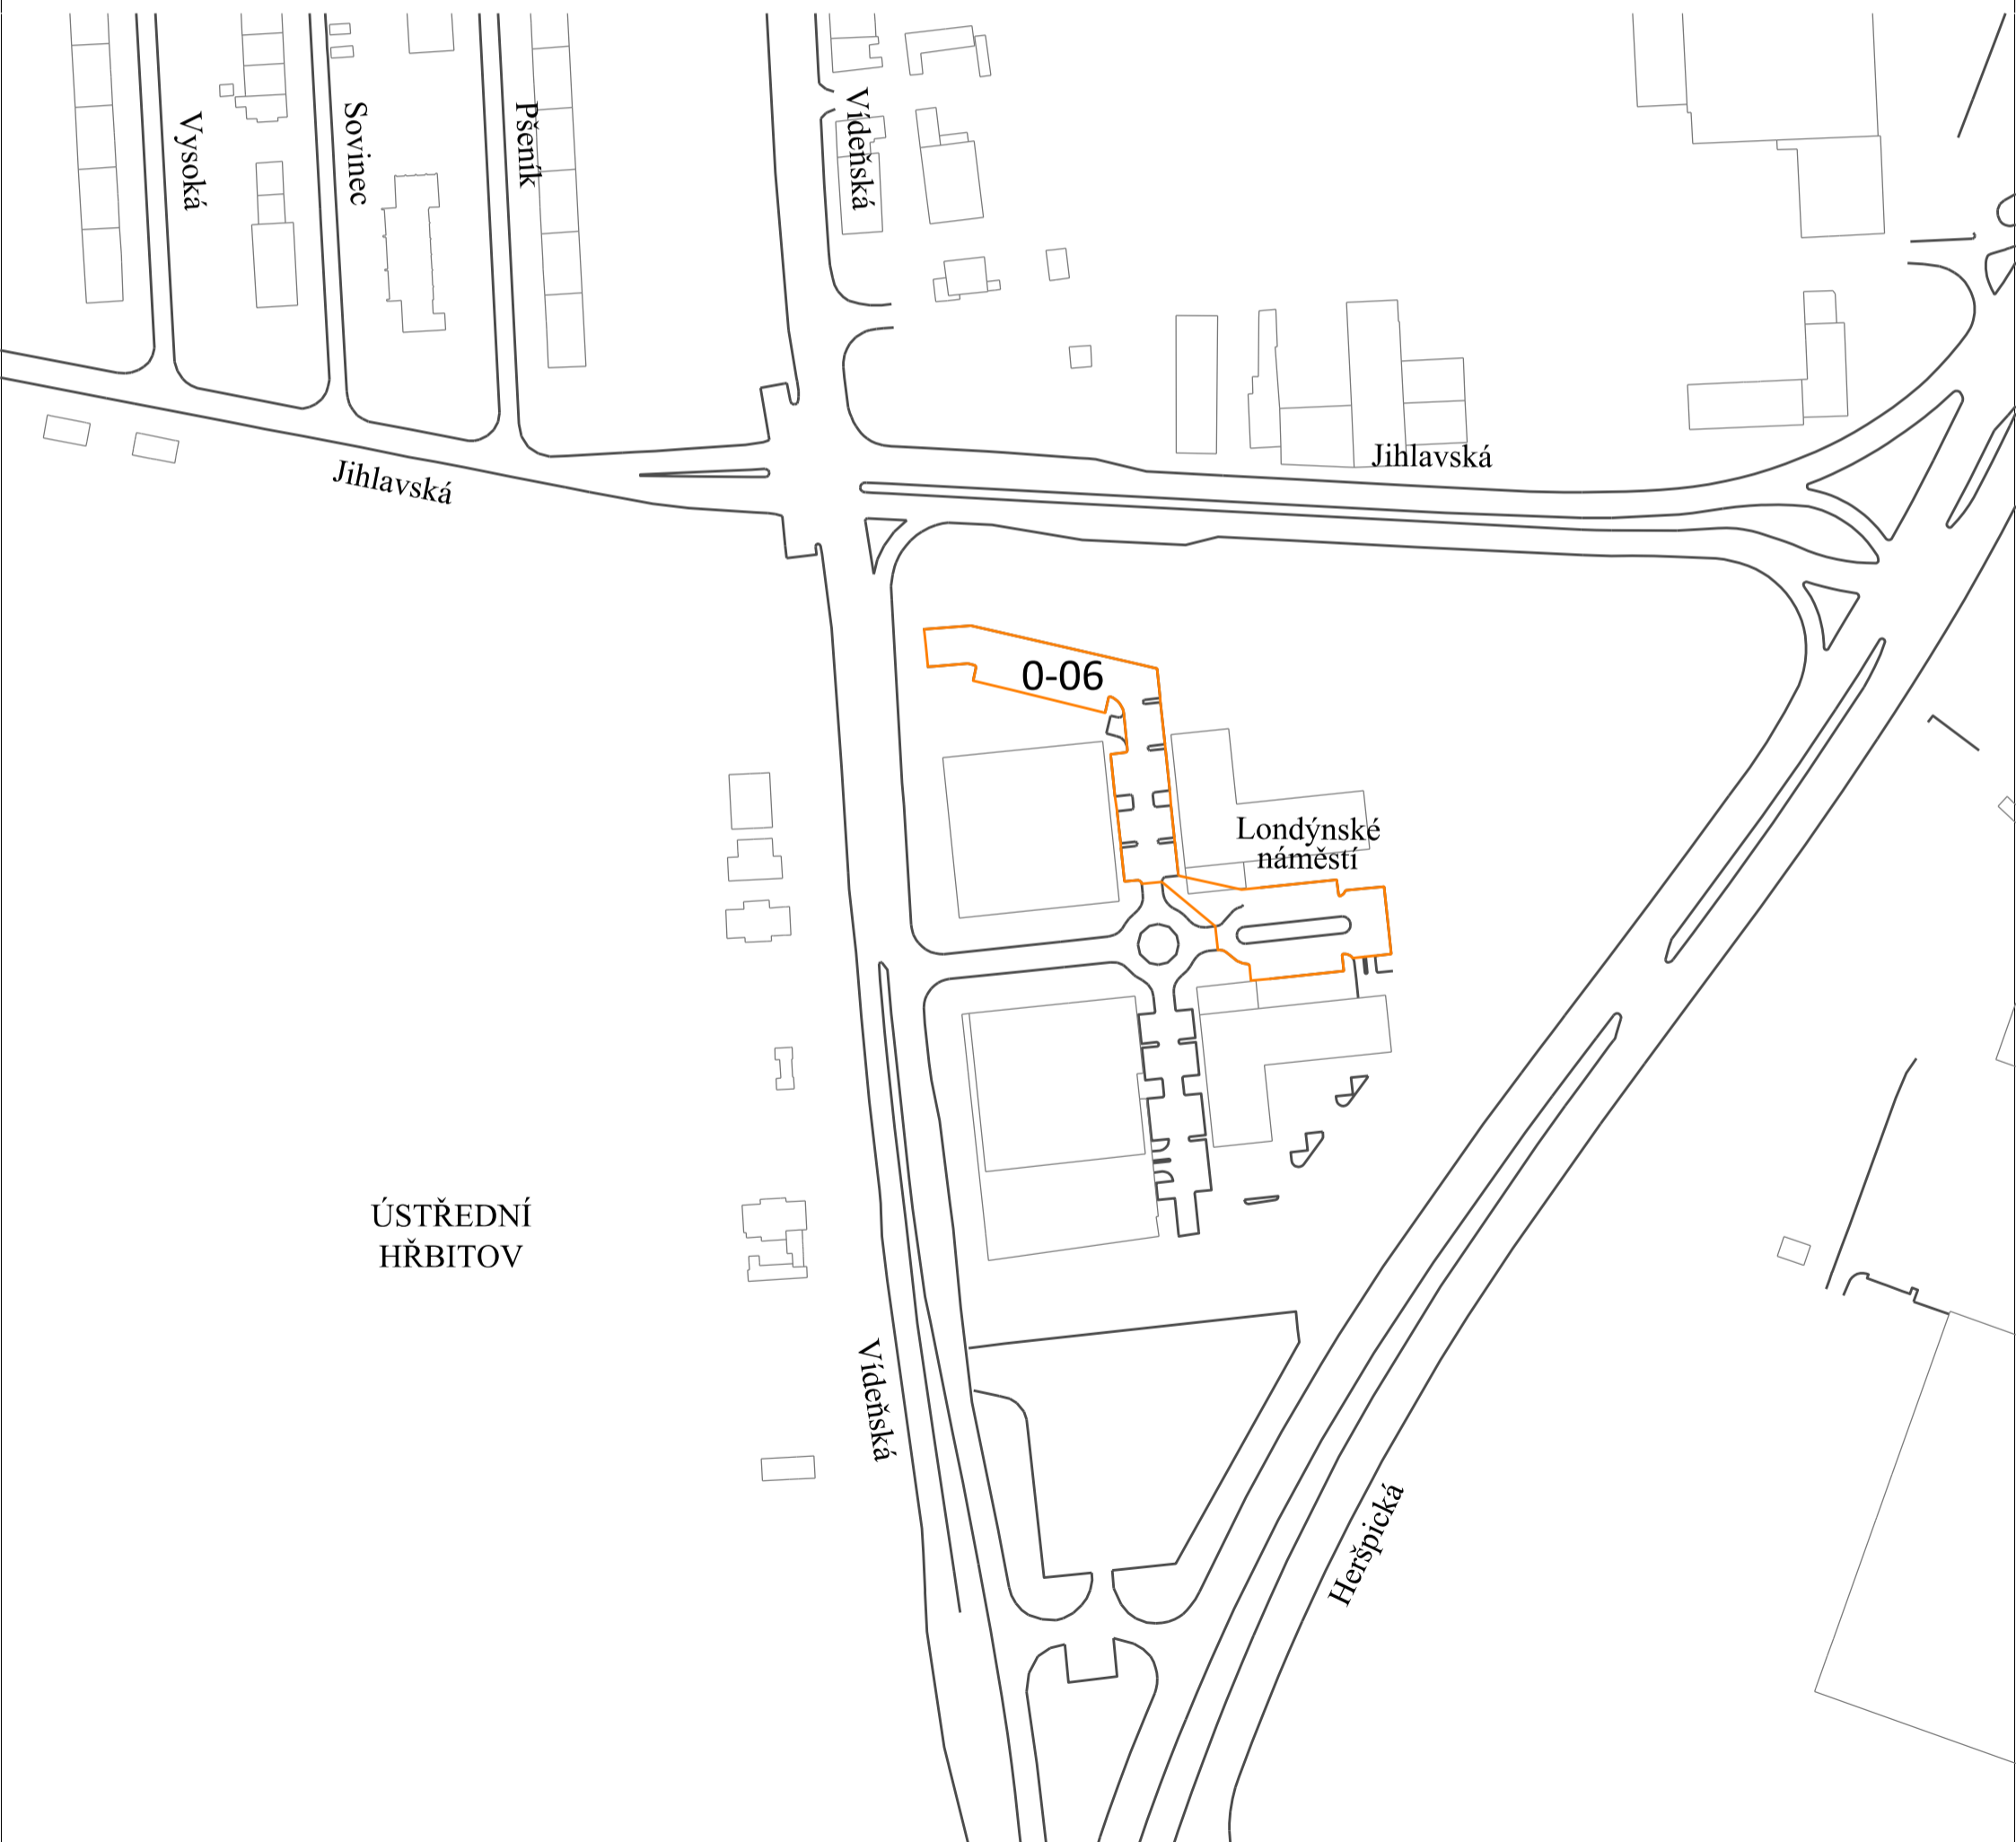 Vysoká
Sovinec
Pšeník
Vídeňská
Jihlavská
Jihlavská
0-06
Londýnské
náměstí
ÚSTŘEDNÍ
HŘBITOV
Vídeňská
Heršpická